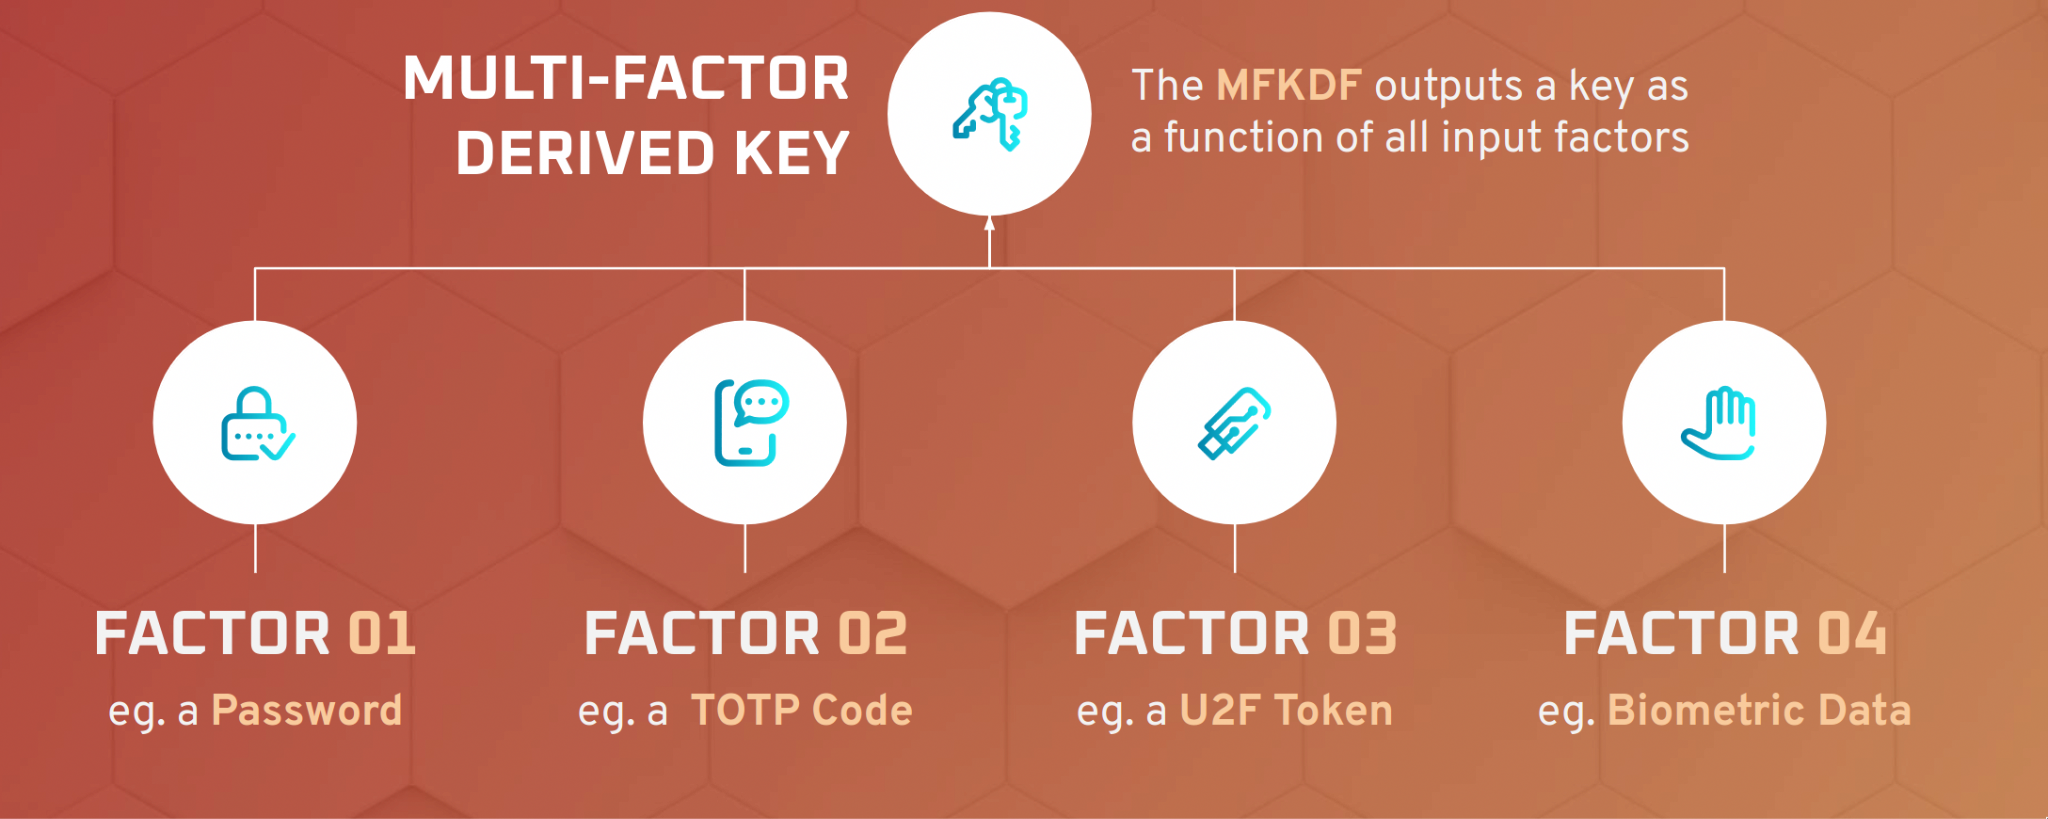 MULTI-FACTOR
DERIVED KEY
The MFKDF outputs a key as
a function of all input factors
FACTOR 01
eg. a Password
FACTOR 02
eg. a TOTP Code
FACTOR 03
eg. a U2F Token
FACTOR 04
eg. Biometric Data